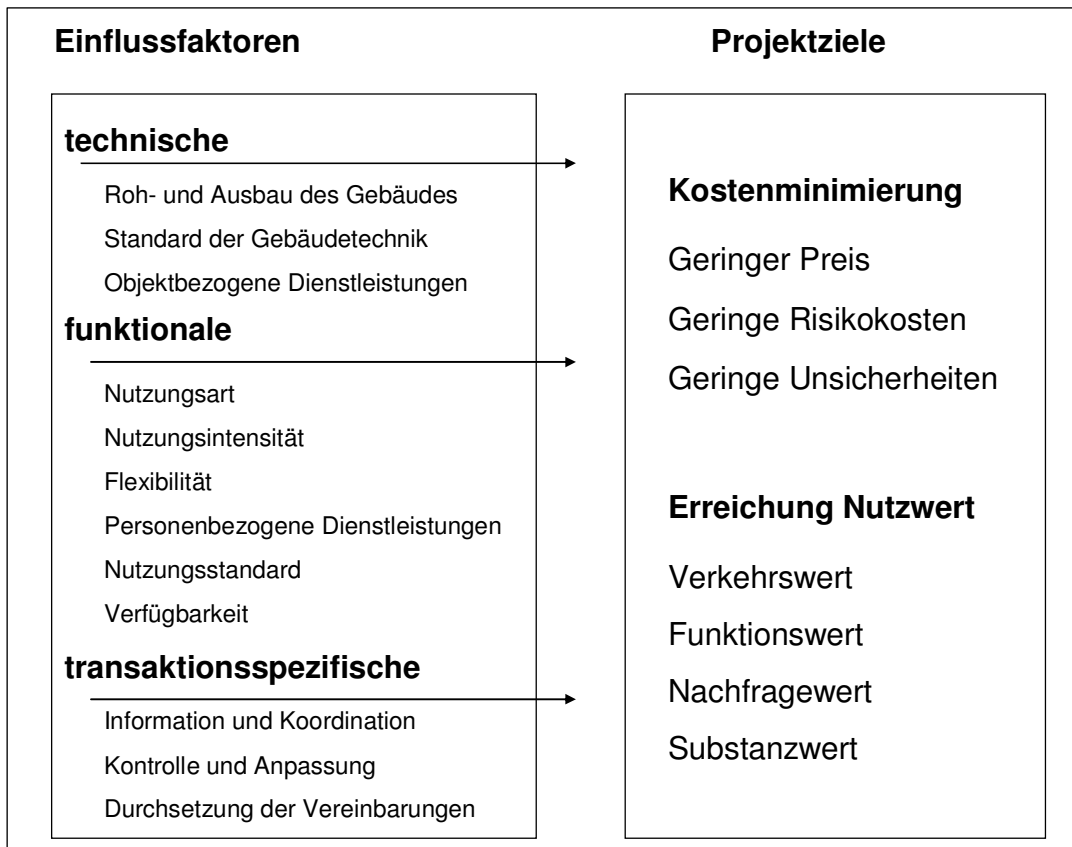 Einflussfaktoren
Projektziele
technische
Roh- und Ausbau des Gebäudes
Standard der Gebäudetechnik
Objektbezogene Dienstleistungen
funktionale
Nutzungsart
Nutzungsintensität
Flexibilität
Personenbezogene Dienstleistungen
Nutzungsstandard
Verfügbarkeit
transaktionsspezifische
Information und Koordination
Kontrolle und Anpassung
Durchsetzung der Vereinbarungen
Kostenminimierung
Geringer Preis
Geringe Risikokosten
Geringe Unsicherheiten
Erreichung Nutzwert
Verkehrswert
Funktionswert
Nachfragewert
Substanzwert